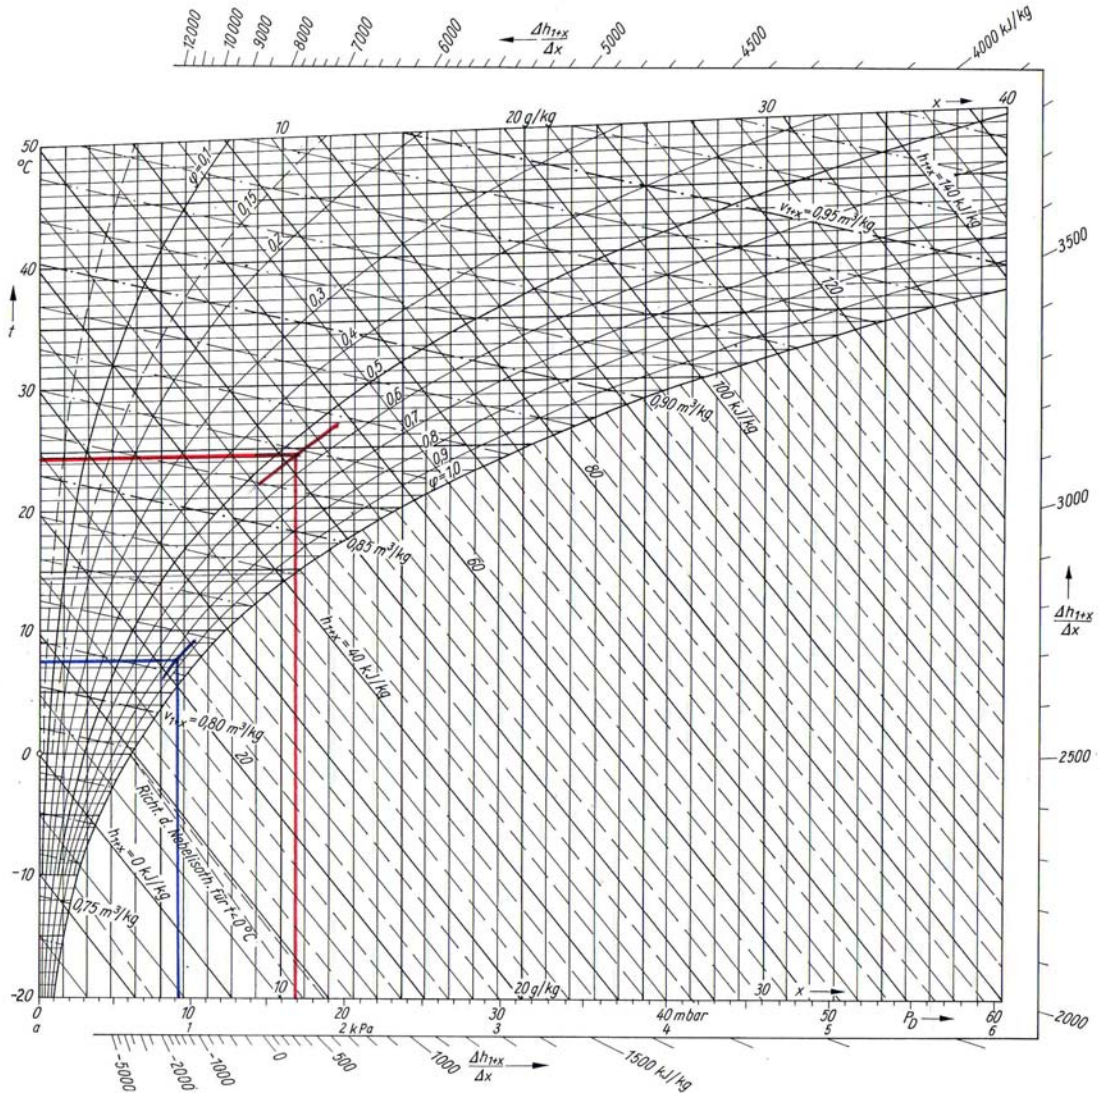 12000
10000
9000
8000
7000
6000
Δh1+x
Δx
5000
4500
4000 kJ/kg
10
20 g/kg
30
x
40
50
°C
φ=0,1
0,15
0,2
0,3
0,4
0,5
0,6
0,7
0,8
0,9
φ=1,0
h1+x = 140 kJ/kg
v1+x = 0,95 m³/kg
120
3500
40
t
30
0,90 m³/kg
100 kJ/kg
80
20
0,85 m³/kg
60
3000
10
h1+x = 40 kJ/kg
Δh1+x
Δx
v1+x = 0,80 m³/kg
20
0
2500
Richt. d. Nebelisoth. für t<0°C
h1+x = 0 kJ/kg
-10
0,75 m³/kg
-20
10
20 g/kg
30
x
0
10
20
30
40 mbar
50
pD
60
a
1
2 kPa
3
4
5
6
2000
-5000
-2000
-1000
0
500
1000
Δh1+x
Δx
1500 kJ/kg